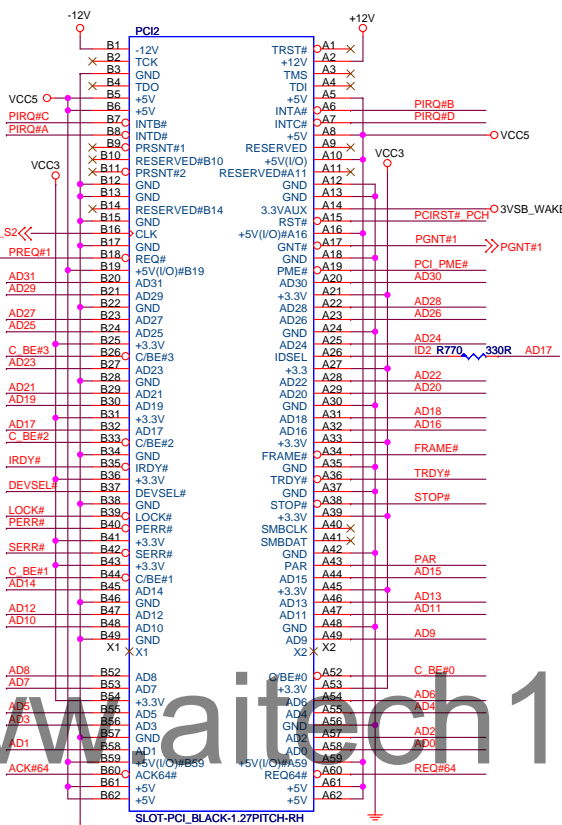 -12V +12V
PCI2
B1 -12V TRST# A1
B2 TCK +12V A2
B3 GND TMS A3
B4 TDO TDI A4
VCC5 B5 +5V +5V A5
B6 +5V INTA# A6 PIRQ#B
PIRQ#C B7 INTB# INTC# A7 PIRQ#D
PIRQ#A B8 INTD# +5V A8 VCC5
B9 PRSNT#1 RESERVED A9
B10 RESERVED#B10 +5V(I/O) A10
VCC3 B11 PRSNT#2 RESERVED#A11 A11 VCC3
B12 GND GND A12
B13 GND GND A13
B14 RESERVED#B14 3.3VAUX A14 3VSB_WAKE
B15 GND RST# A15 PCIRST#_PCH
_S2 B16 CLK +5V(I/O)#A16 A16
B17 GND GNT# A17 PGNT#1 PGNT#1
PREQ#1 B18 REQ# GND A18
B19 +5V(I/O)#B19 PME# A19 PCI_PME#
AD31 B20 AD31 AD30 A20 AD30
AD29 B21 AD29 +3.3V A21
B22 GND AD28 A22 AD28
AD27 B23 AD27 AD26 A23 AD26
AD25 B24 AD25 GND A24
B25 +3.3V AD24 A25 AD24
C_BE#3 B26 C/BE#3 IDSEL A26 ID2 R770 330R AD17
AD23 B27 AD23 +3.3 A27
B28 GND AD22 A28 AD22
AD21 B29 AD21 AD20 A29 AD20
AD19 B30 AD19 GND A30
B31 +3.3V AD18 A31 AD18
AD17 B32 AD17 AD16 A32 AD16
C_BE#2 B33 C/BE#2 +3.3V A33
B34 GND FRAME# A34 FRAME#
IRDY# B35 IRDY# GND A35
B36 +3.3V TRDY# A36 TRDY#
DEVSEL# B37 DEVSEL# GND A37
B38 GND STOP# A38 STOP#
LOCK# B39 LOCK# +3.3V A39
PERR# B40 PERR# SMBCLK A40
B41 +3.3V SMBDAT A41
SERR# B42 SERR# GND A42
B43 +3.3V PAR A43 PAR
C_BE#1 B44 C/BE#1 AD15 A44 AD15
AD14 B45 AD14 +3.3V A45
B46 GND AD13 A46 AD13
AD12 B47 AD12 AD11 A47 AD11
AD10 B48 AD10 GND A48
B49 GND AD9 A49 AD9
X1 X1 X2 X2
AD8 B52 AD8 C/BE#0 A52 C_BE#0
AD7 B53 AD7 +3.3V A53
B54 +3.3V AD6 A54 AD6
AD5 B55 AD5 AD4 A55 AD4
AD3 B56 AD3 GND A56
B57 GND AD2 A57 AD2
AD1 B58 AD1 AD0 A58 AD0
B59 +5V(I/O)#B59 +5V(I/O)#A59 A59
ACK#64 B60 ACK64# REQ64# A60 REQ#64
B61 +5V +5V A61
B62 +5V +5V A62
SLOT-PCI_BLACK-1.27PITCH-RH
w.aitech1